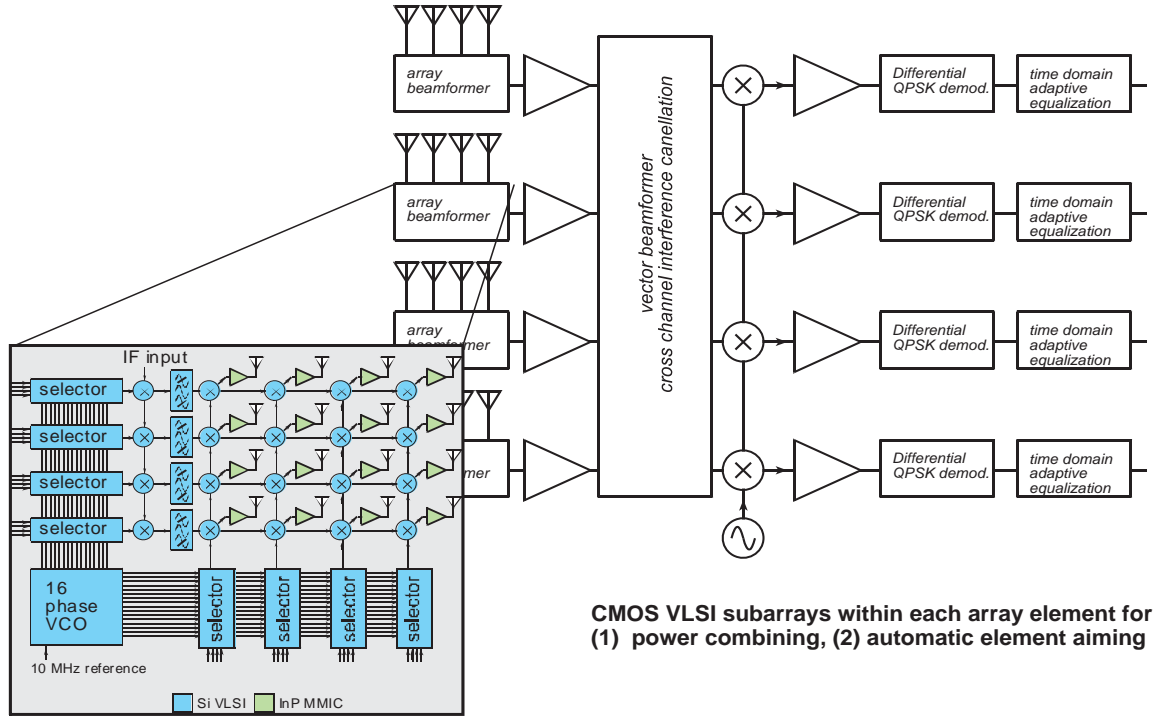 array
beamformer
Differential
QPSK demod.
time domain
adaptive
equalization
array
beamformer
Differential
QPSK demod.
time domain
adaptive
equalization
vector beamformer
cross channel interference canellation
array
Differential
QPSK demod.
time domain
adaptive
equalization
Differential
QPSK demod.
time domain
adaptive
equalization
IF input
selector
selector
selector
selector
16
phase
VCO
selector
selector
selector
selector
10 MHz reference
Si VLSI
InP MMIC
CMOS VLSI subarrays within each array element for
(1) power combining, (2) automatic element aiming